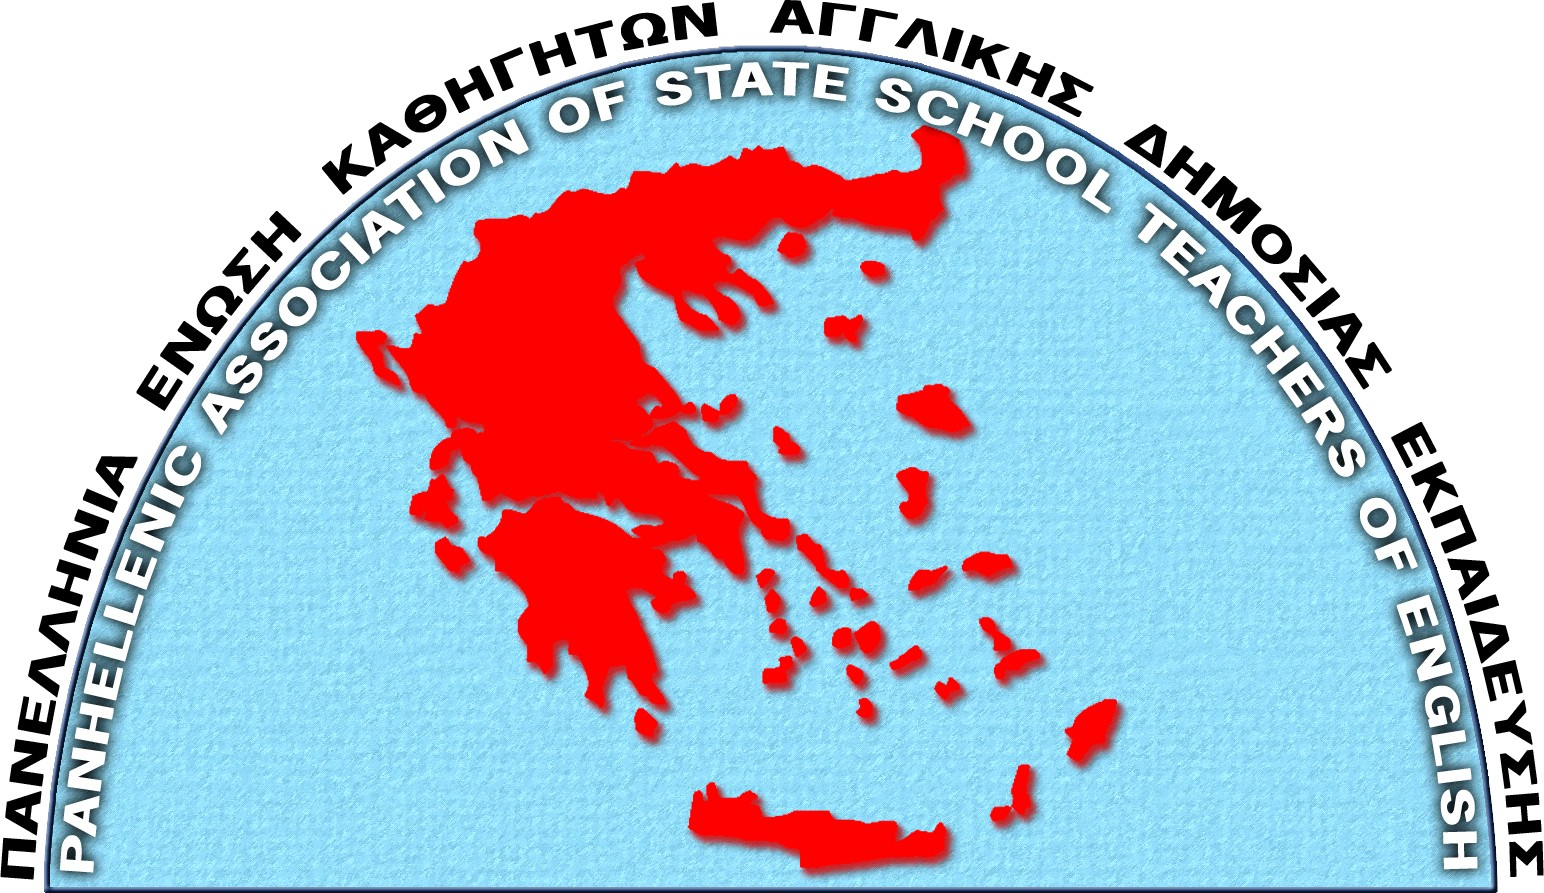 ΠΑΝΕΛΛΗΝΙΑ ΕΝΩΣΗ ΚΑΘΗΓΗΤΩΝ ΑΓΓΛΙΚΗΣ ΔΗΜΟΣΙΑΣ ΕΚΠΑΙΔΕΥΣΗΣ
PANHELLENIC ASSOCIATION OF STATE SCHOOL TEACHERS OF ENGLISH